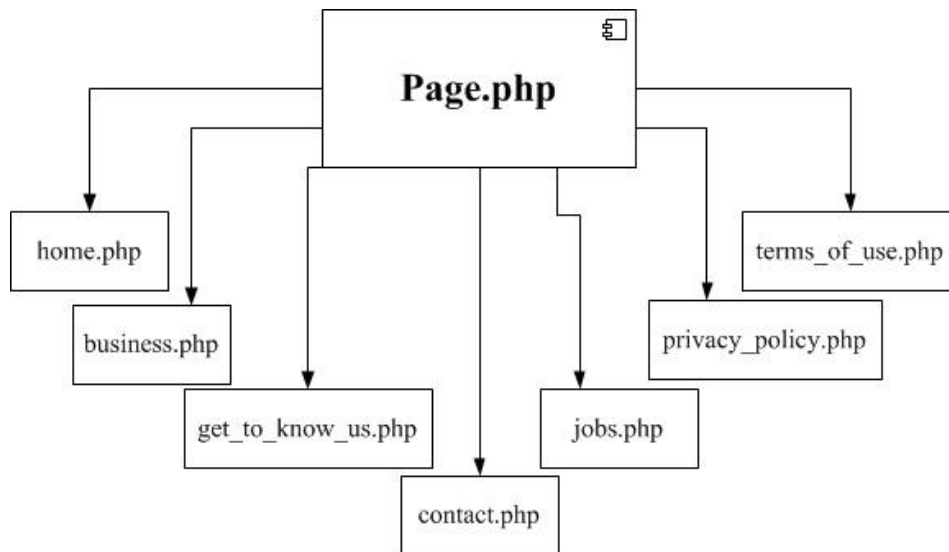 Page.php
home.php
terms_of_use.php
business.php
privacy_policy.php
get_to_know_us.php
jobs.php
contact.php